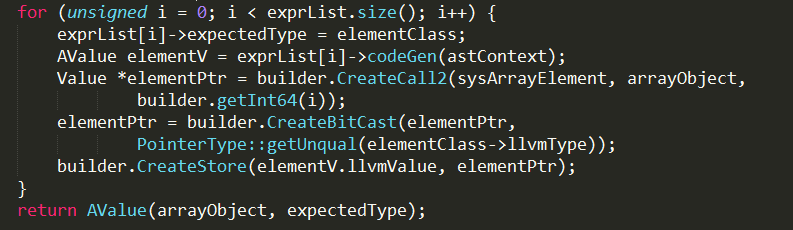 for (unsigned i = 0; i < exprList.size(); i++) {
    exprList[i]->expectedType = elementClass;
    AValue elementV = exprList[i]->codeGen(astContext);
    Value *elementPtr = builder.CreateCall2(sysArrayElement, arrayObject,
            builder.getInt64(i));
    elementPtr = builder.CreateBitCast(elementPtr,
            PointerType::getUnqual(elementClass->llvmType));
    builder.CreateStore(elementV.llvmValue, elementPtr);
}
return AValue(arrayObject, expectedType);